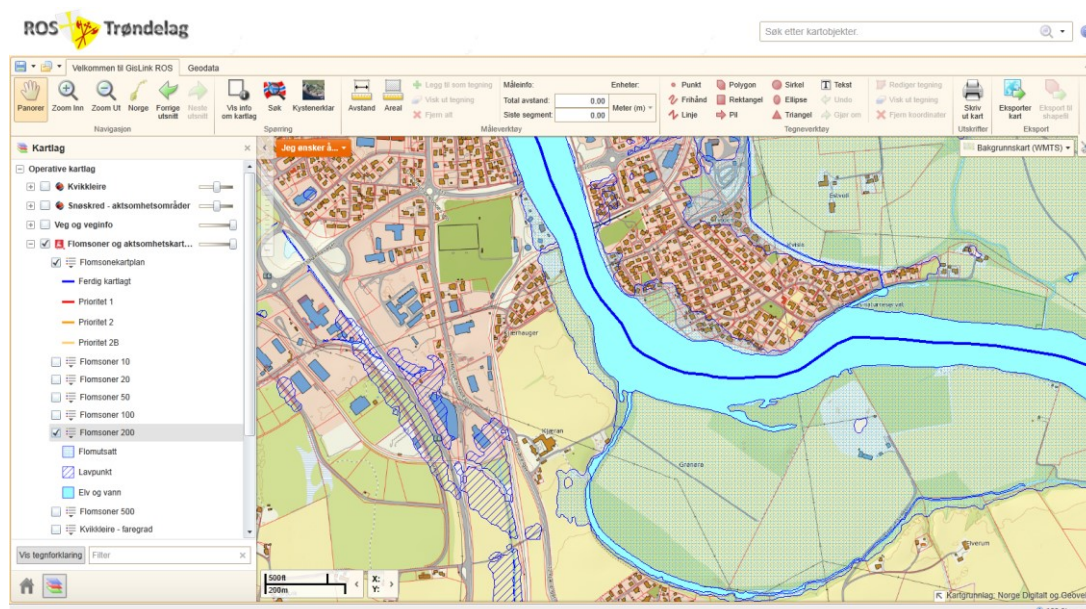 ROS Trøndelag
Søk etter kartobjekter.
Velkommen til GisLink ROS Geodata
Panorer Zoom Inn Zoom Ut Norge Forrige utsnitt Neste utsnitt
Navigasjon
Vis info om kartlag Søk Kystenerklar
Spørring
Avstand Areal
Legg til som tegning
Visk ut tegning
Fjern alt
Måleinfo: Enheter:
Total avstand: 0.00 Meter (m)
Siste segment: 0.00
Måleverktøy
Punkt Polygon Sirkel Tekst
Frihånd Rektangel Ellipse Undo
Linje Pil Triangel Gjør om
Rediger tegning
Visk ut tegning
Fjern koordinater
Tegneverktøy
Skriv ut kart
Utskrifter
Eksporter kart Eksport til shapefil
Eksport
Kartlag
Jeg ønsker å...
Bakgrunnskart (WMTS)
Operative kartlag
Kvikkleire
Snøskred - aktsomhetsområder
Veg og veginfo
Flomsoner og aktsomhetskart...
Flomsonekartplan
Ferdig kartlagt
Prioritet 1
Prioritet 2
Prioritet 2B
Flomsoner 10
Flomsoner 20
Flomsoner 50
Flomsoner 100
Flomsoner 200
Flomutsatt
Lavpunkt
Elv og vann
Flomsoner 500
Kvikkleire - faregrad
Vis tegnforklaring Filter
Kjæran
Grønøra
Elverum
500ft
200m
X:
Y:
Kartgrunnlag: Norge Digitalt og Geove